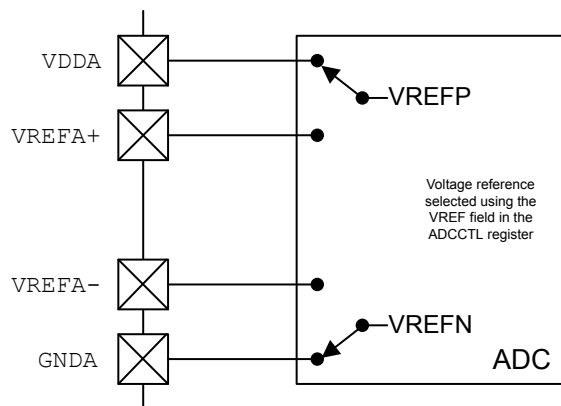 VDDA
VREFP
VREFA+
Voltage reference
selected using the
VREF field in the
ADCCTL register
VREFA-
VREFN
GNDA
ADC